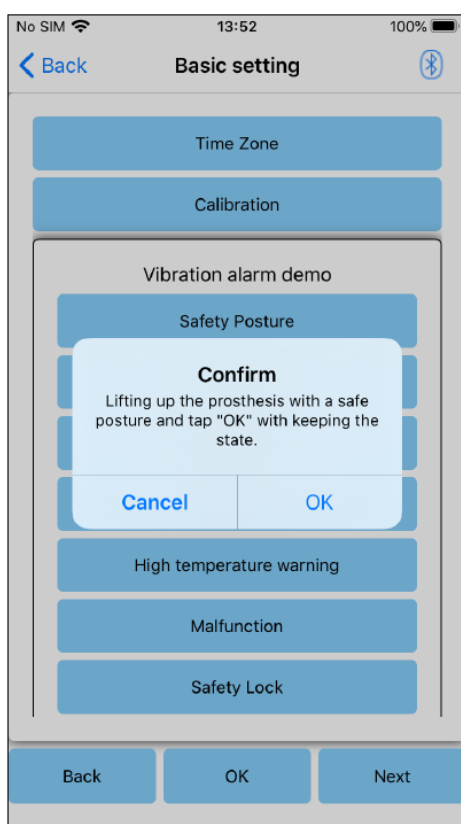 No SIM 13:52 100%
Back Basic setting
Time Zone
Calibration
Vibration alarm demo
Safety Posture
Confirm
Lifting up the prosthesis with a safe
posture and tap "OK" with keeping the
state.
Cancel OK
High temperature warning
Malfunction
Safety Lock
Back OK Next